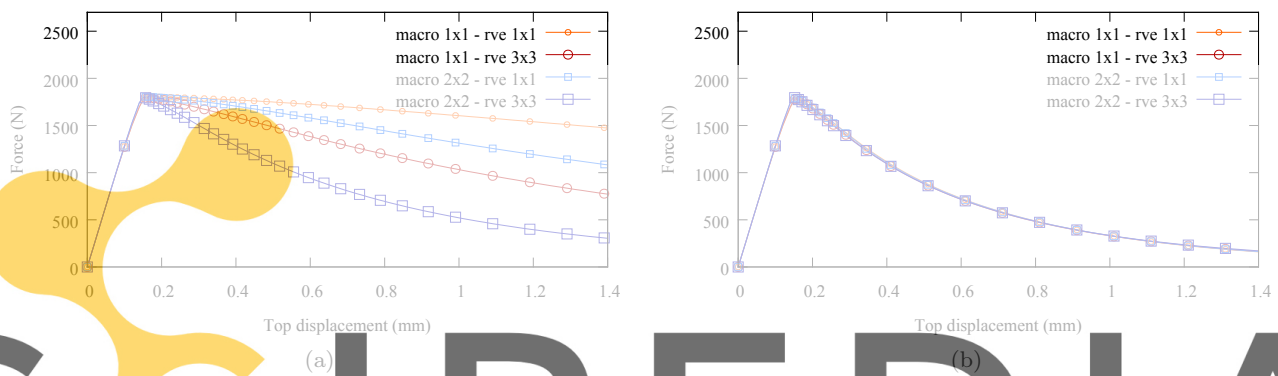 2500
2000
1500
1000
500
0
Force (N)
macro 1x1 - rve 1x1
macro 1x1 - rve 3x3
macro 2x2 - rve 1x1
macro 2x2 - rve 3x3
0 0.2 0.4 0.6 0.8 1 1.2 1.4
Top displacement (mm)
(a)
2500
2000
1500
1000
500
0
Force (N)
macro 1x1 - rve 1x1
macro 1x1 - rve 3x3
macro 2x2 - rve 1x1
macro 2x2 - rve 3x3
0 0.2 0.4 0.6 0.8 1 1.2 1.4
Top displacement (mm)
(b)